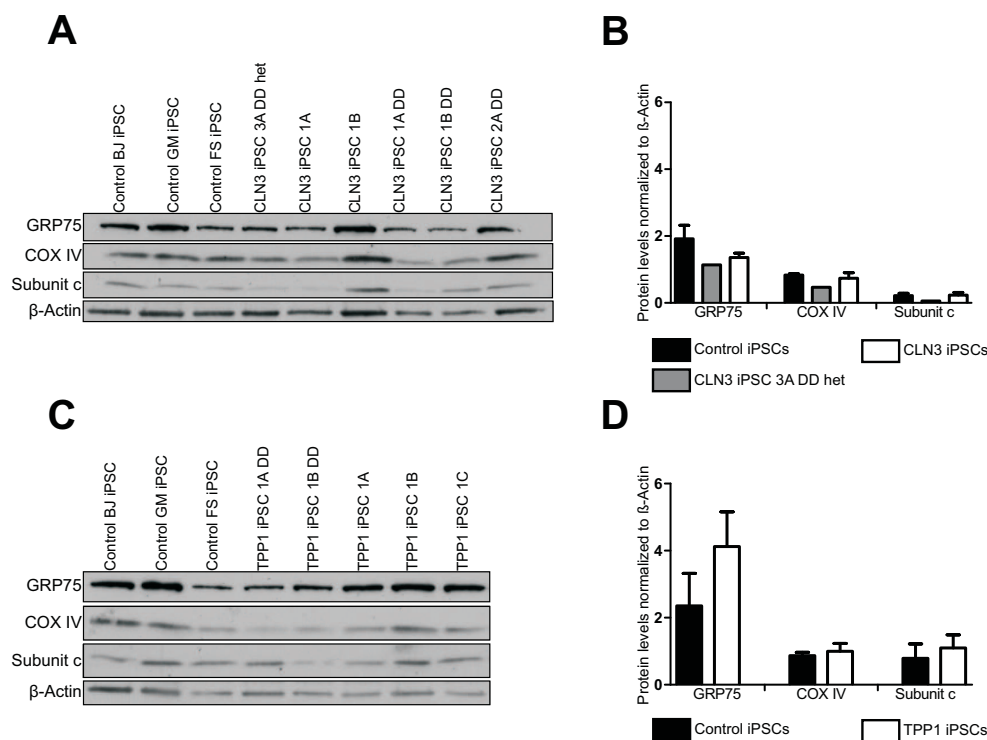 A
B
Control BJ iPSC
Control GM iPSC
Control FS iPSC
CLN3 iPSC 3A DD het
CLN3 iPSC 1A
CLN3 iPSC 1B
CLN3 iPSC 1A DD
CLN3 iPSC 1B DD
CLN3 iPSC 2A DD
GRP75
COX IV
Subunit c
β-Actin
Protein levels normalized to ß-Actin
6
4
2
0
GRP75 COX IV Subunit c
Control iPSCs CLN3 iPSCs
CLN3 iPSC 3A DD het
C
D
Control BJ iPSC
Control GM iPSC
Control FS iPSC
TPP1 iPSC 1A DD
TPP1 iPSC 1B DD
TPP1 iPSC 1A
TPP1 iPSC 1B
TPP1 iPSC 1C
GRP75
COX IV
Subunit c
β-Actin
Protein levels normalized to ß-Actin
6
4
2
0
GRP75 COX IV Subunit c
Control iPSCs TPP1 iPSCs